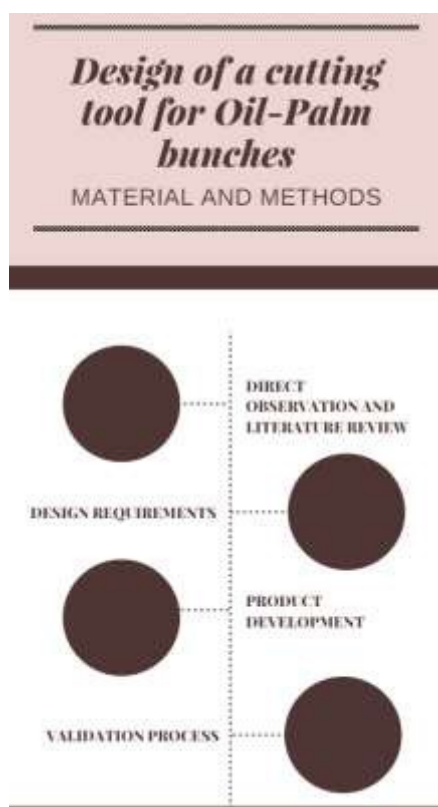 Design of a cutting
tool for Oil-Palm
bunches
MATERIAL AND METHODS
DIRECT
OBSERVATION AND
LITERATURE REVIEW
DESIGN REQUIREMENTS
PRODUCT
DEVELOPMENT
VALIDATION PROCESS